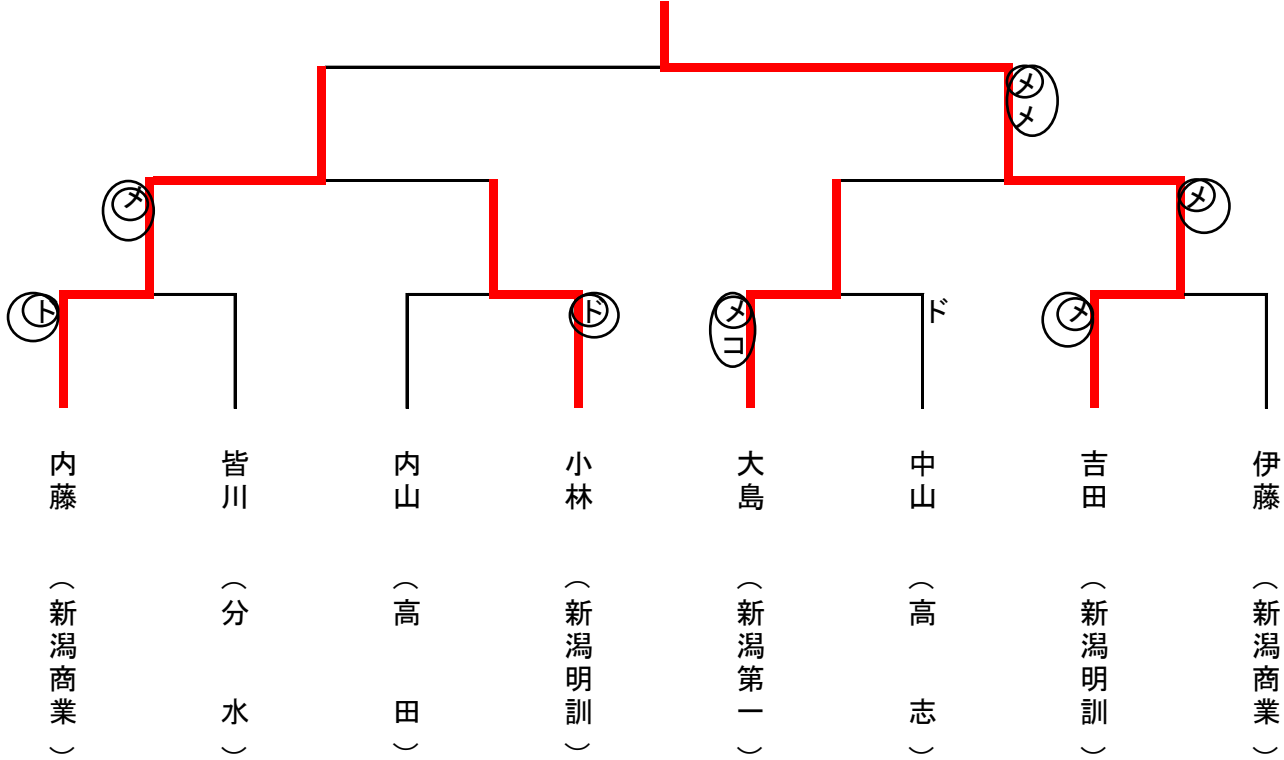 メメ
メ
メ
ト
ド
メコ
ド
メ
内藤（新潟商業）
皆川（分水）
内山（高田）
小林（新潟明訓）
大島（新潟第一）
中山（高志）
吉田（新潟明訓）
伊藤（新潟商業）